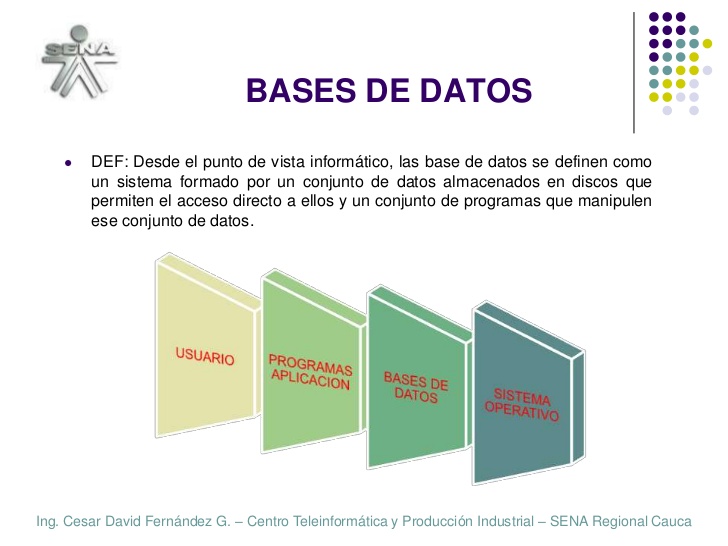 SENA
BASES DE DATOS
DEF: Desde el punto de vista informático, las base de datos se definen como
un sistema formado por un conjunto de datos almacenados en discos que
permiten el acceso directo a ellos y un conjunto de programas que manipulen
ese conjunto de datos.
USUARIO
PROGRAMAS
APLICACION
BASES DE
DATOS
SISTEMA
OPERATIVO
Ing. Cesar David Fernández G. – Centro Teleinformática y Producción Industrial – SENA Regional Cauca